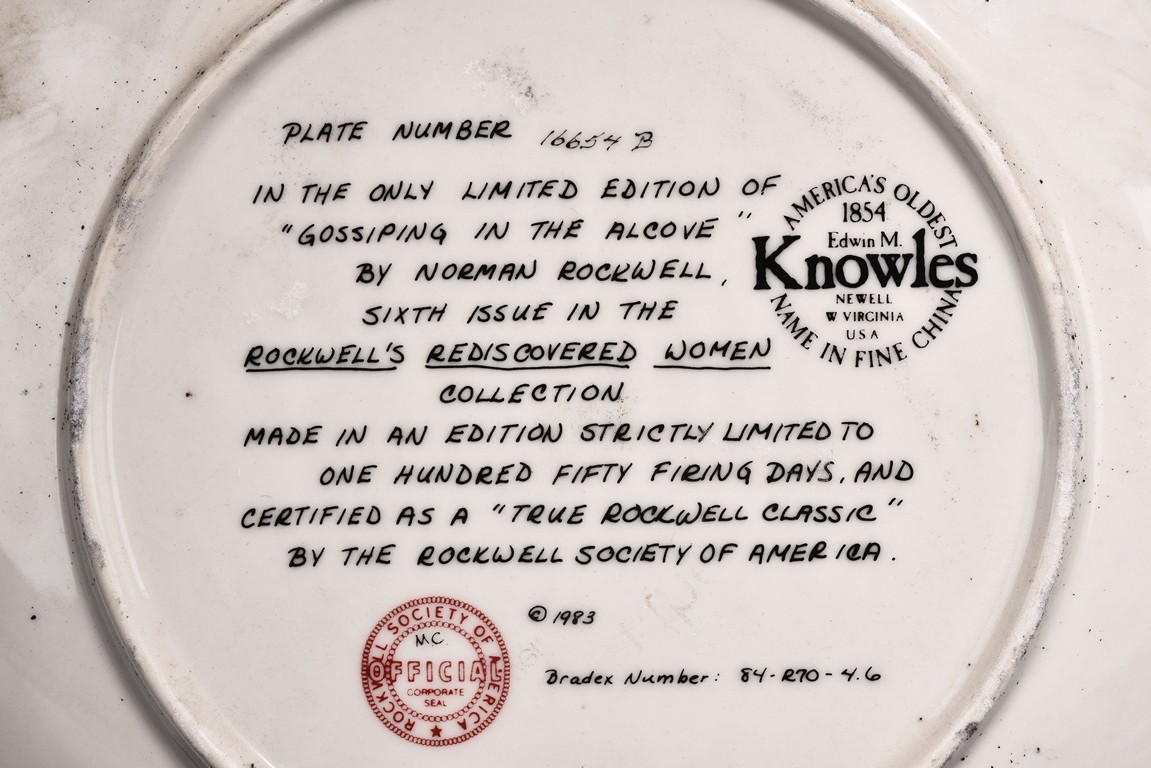 PLATE NUMBER 16654 B
IN THE ONLY LIMITED EDITION OF
"GOSSIPING IN THE ALCOVE"
BY NORMAN ROCKWELL,
SIXTH ISSUE IN THE
ROCKWELL'S REDISCOVERED WOMEN
COLLECTION
MADE IN AN EDITION STRICTLY LIMITED TO
ONE HUNDRED FIFTY FIRING DAYS, AND
CERTIFIED AS A "TRUE ROCKWELL CLASSIC"
BY THE ROCKWELL SOCIETY OF AMERICA.
AMERICA'S OLDEST
1854
Edwin M.
Knowles
NEWELL
W VIRGINIA
USA
NAME IN FINE CHINA
ROCKWELL SOCIETY OF AMERICA
MC.
OFFICIAL
CORPORATE
SEAL
© 1983
Bradex Number: 84-R70-4.6